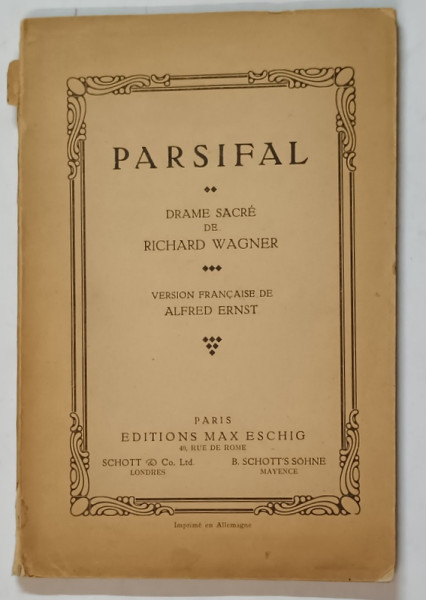 PARSIFAL
DRAME SACRÉ
DE
RICHARD WAGNER
VERSION FRANÇAISE DE
ALFRED ERNST
PARIS
EDITIONS MAX ESCHIG
48, RUE DE ROME
SCHOTT & Co. Ltd.
LONDRES
B. SCHOTT'S SÖHNE
MAYENCE
Imprimé en Allemagne